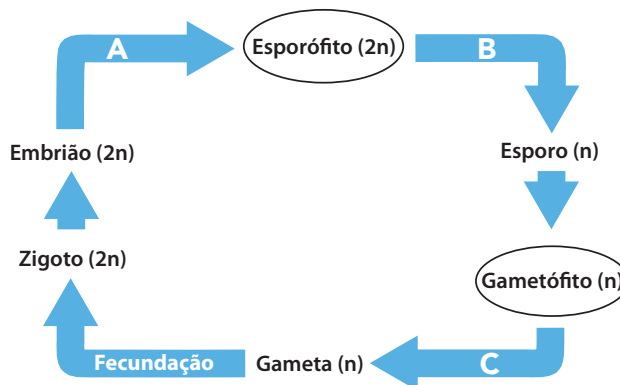 A
Esporófito (2n)
B
Embrião (2n)
Esporo (n)
Zigoto (2n)
Gametófito (n)
Fecundação
Gameta (n)
C